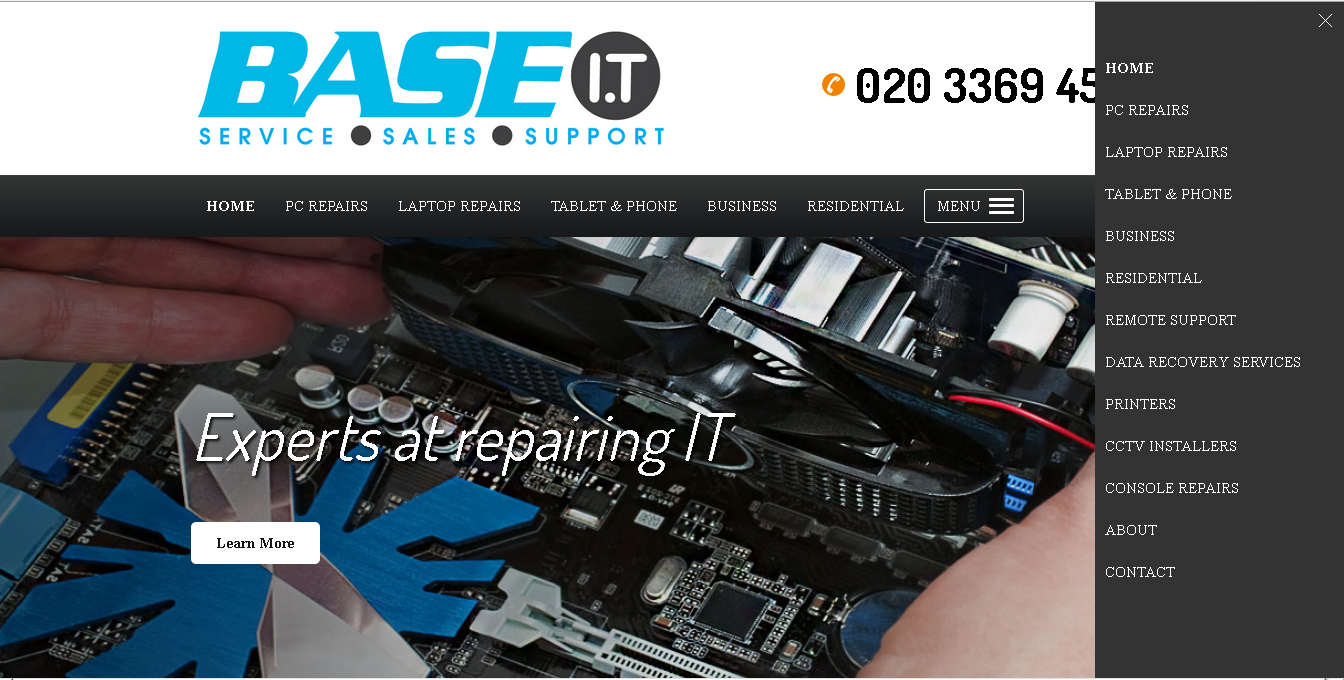 BASE I.T
SERVICE ● SALES ● SUPPORT
020 3369 45
HOME PC REPAIRS LAPTOP REPAIRS TABLET & PHONE BUSINESS RESIDENTIAL MENU
Experts at repairing IT
Learn More
HOME
PC REPAIRS
LAPTOP REPAIRS
TABLET & PHONE
BUSINESS
RESIDENTIAL
REMOTE SUPPORT
DATA RECOVERY SERVICES
PRINTERS
CCTV INSTALLERS
CONSOLE REPAIRS
ABOUT
CONTACT